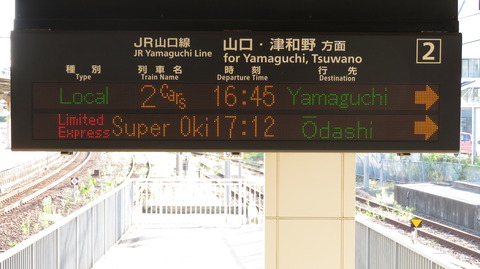 JR山口線 山口・津和野 方面
JR Yamaguchi Line for Yamaguchi, Tsuwano
2
種別 列車名 時刻 行先
Type Train Name Departure Time Destination
Local 2 Cars 16:45 Yamaguchi
Limited Express Super Oki 17:12 Ōdashi